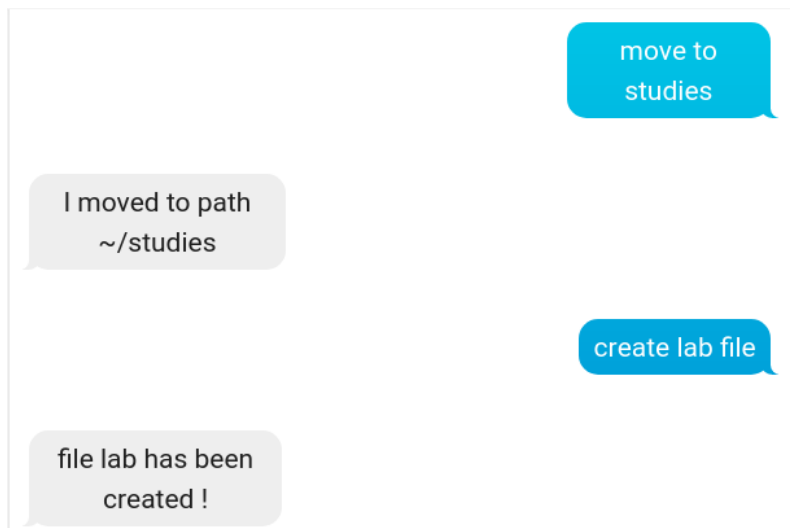 move to
studies
I moved to path
~/studies
create lab file
file lab has been
created !